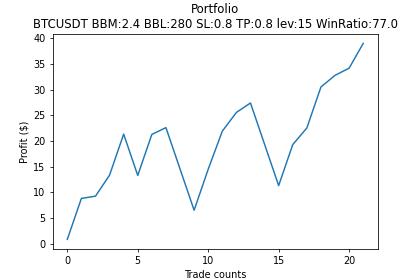 Portfolio
BTCUSDT BBM:2.4 BBL:280 SL:0.8 TP:0.8 lev:15 WinRatio:77.0
40
35
30
25
20
15
10
5
0
Profit ($)
0 5 10 15 20
Trade counts